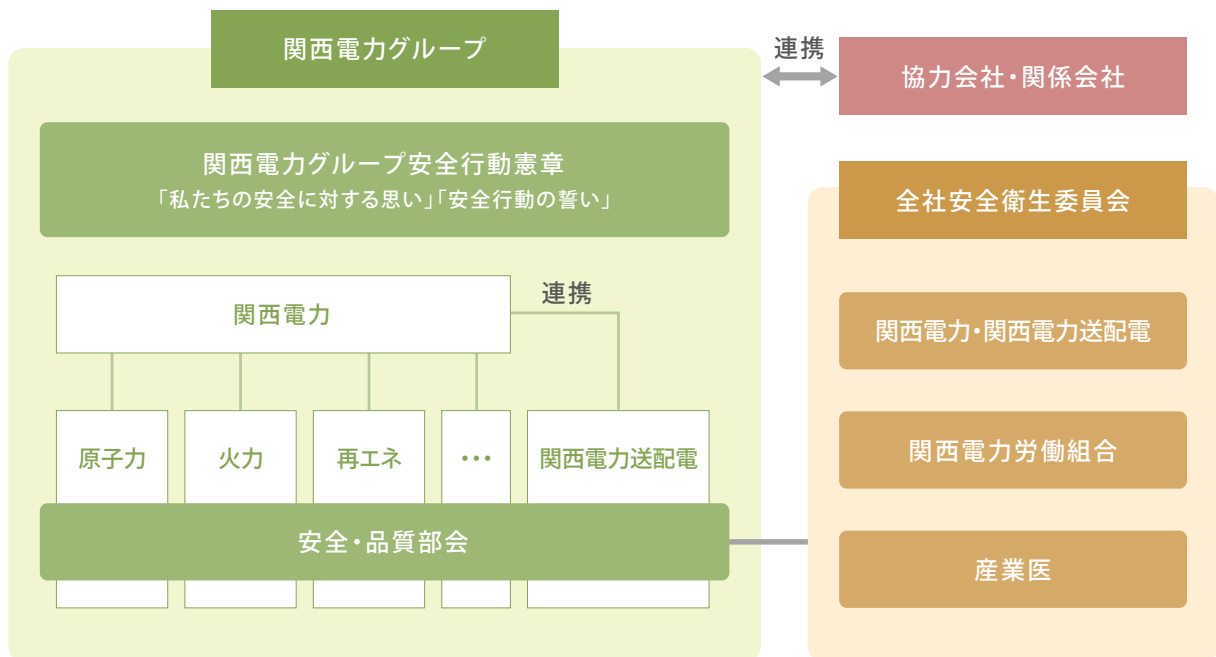 関西電力グループ
連携
協力会社・関係会社
関西電力グループ安全行動憲章
「私たちの安全に対する思い」「安全行動の誓い」
関西電力
連携
原子力
火力
再エネ
・・・
関西電力送配電
安全・品質部会
全社安全衛生委員会
関西電力・関西電力送配電
関西電力労働組合
産業医